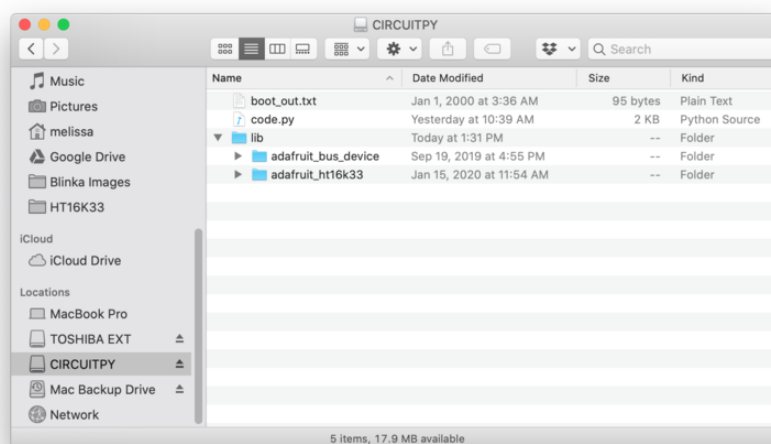 CIRCUITPY
Search
Music
Pictures
melissa
Google Drive
Blinka Images
HT16K33
iCloud
iCloud Drive
Locations
MacBook Pro
TOSHIBA EXT
CIRCUITPY
Mac Backup Drive
Network
Name Date Modified Size Kind
boot_out.txt Jan 1, 2000 at 3:36 AM 95 bytes Plain Text
code.py Yesterday at 10:39 AM 2 KB Python Source
lib Today at 1:31 PM -- Folder
adafruit_bus_device Sep 19, 2019 at 4:55 PM -- Folder
adafruit_ht16k33 Jan 15, 2020 at 11:54 AM -- Folder
5 items, 17.9 MB available